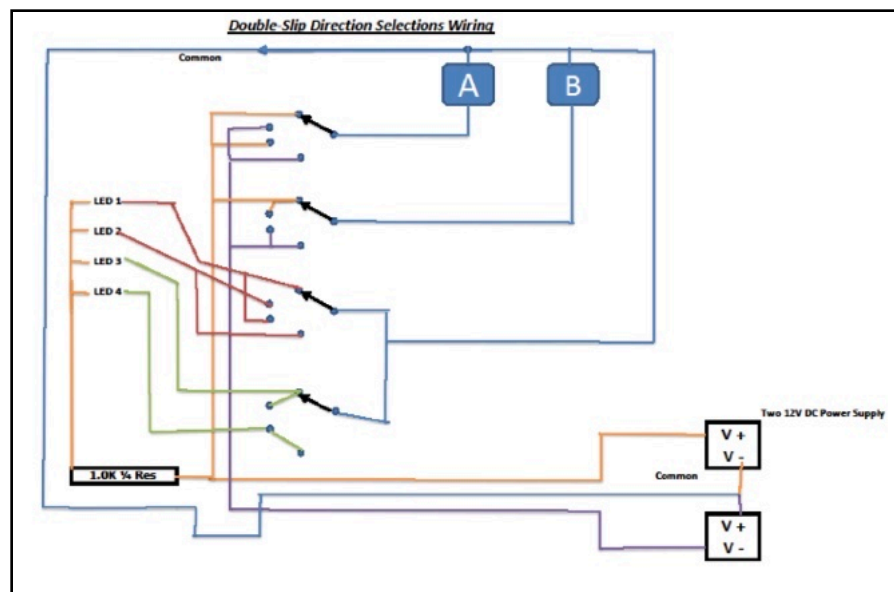 Double-Slip Direction Selections Wiring
Common
A
B
LED 1
LED 2
LED 3
LED 4
Two 12V DC Power Supply
V +
V -
1.0K ¼ Res
Common
V +
V -